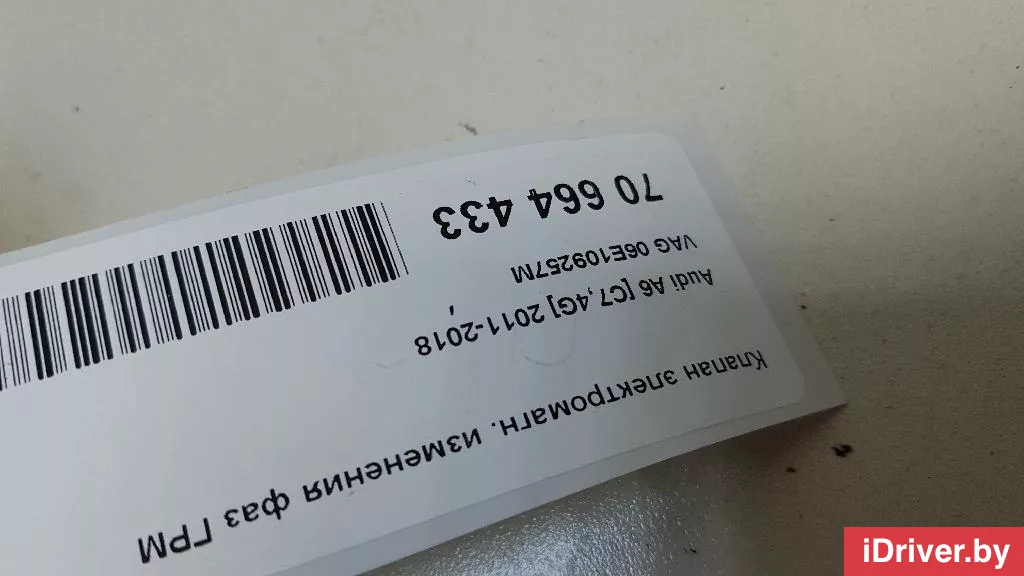 Клапан электромагн. изменения фаз ГРМ
Audi A6 [C7,4G] 2011-2018
,
VAG 06E109257M
70 664 433
iDriver.by